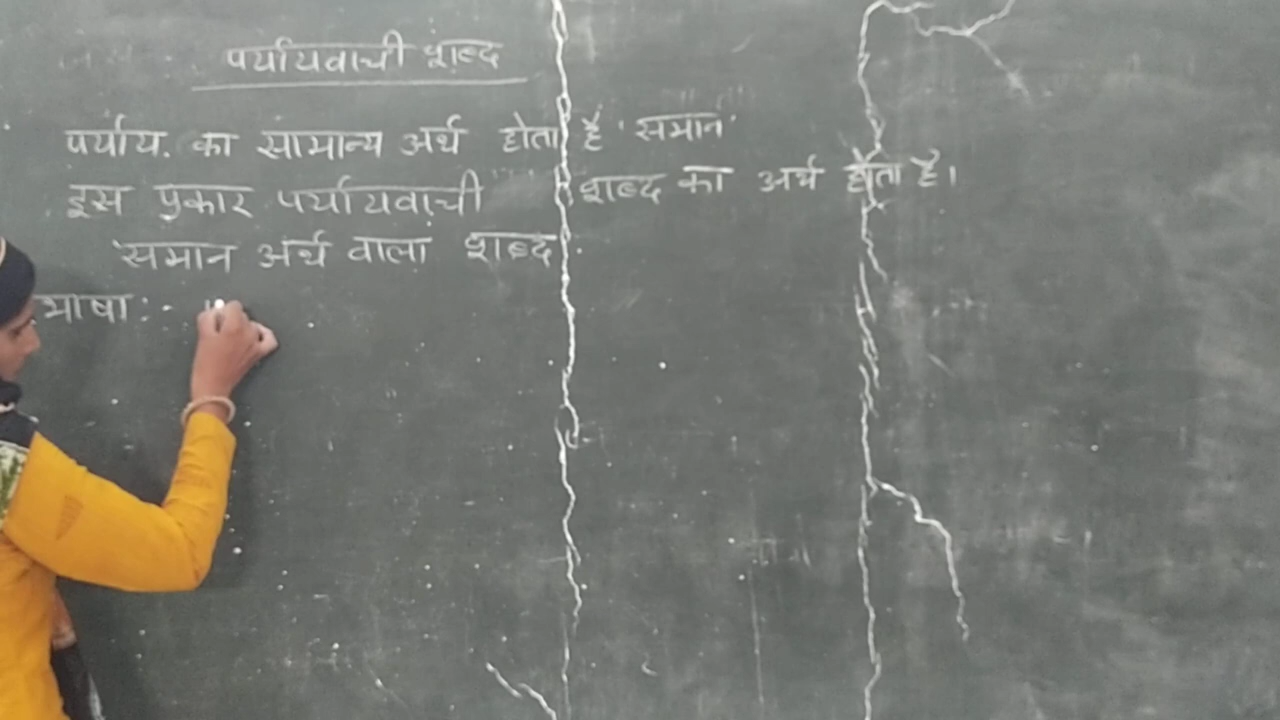 पर्यायवाची शब्द
पर्याय. का सामान्य अर्थ होता है 'समान'
इस प्रकार पर्यायवाची शब्द का अर्थ होता है।
समान अर्थ वाला शब्द.
भाषा:-